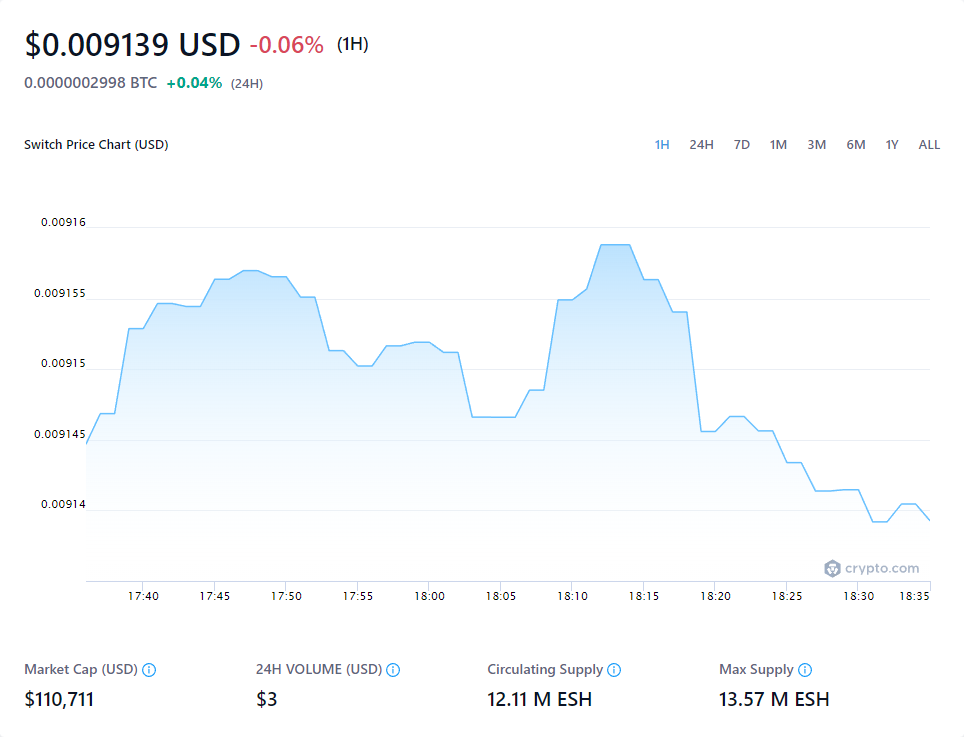 $0.009139 USD -0.06% (1H)
0.0000002998 BTC +0.04% (24H)
Switch Price Chart (USD)
1H 24H 7D 1M 3M 6M 1Y ALL
0.00916
0.009155
0.00915
0.009145
0.00914
crypto.com
17:40 17:45 17:50 17:55 18:00 18:05 18:10 18:15 18:20 18:25 18:30 18:35
Market Cap (USD) 24H VOLUME (USD) Circulating Supply Max Supply
$110,711 $3 12.11 M ESH 13.57 M ESH